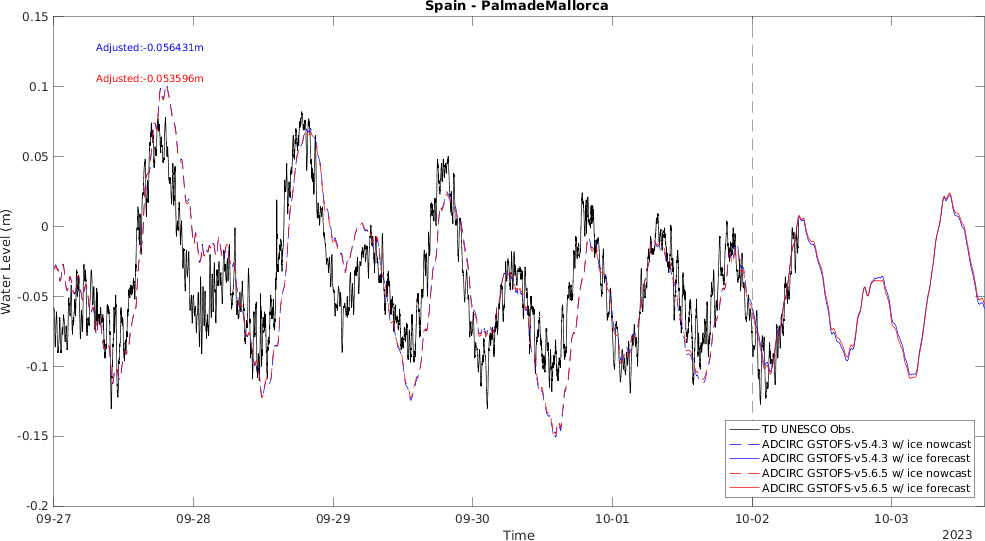 Spain - PalmadeMallorca
0.15
Adjusted:-0.056431m
Adjusted:-0.053596m
0.1
0.05
0
-0.05
-0.1
-0.15
-0.2
Water Level (m)
TD UNESCO Obs.
ADCIRC GSTOFS-v5.4.3 w/ ice nowcast
ADCIRC GSTOFS-v5.4.3 w/ ice forecast
ADCIRC GSTOFS-v5.6.5 w/ ice nowcast
ADCIRC GSTOFS-v5.6.5 w/ ice forecast
09-27 09-28 09-29 09-30 10-01 10-02 10-03
Time
2023